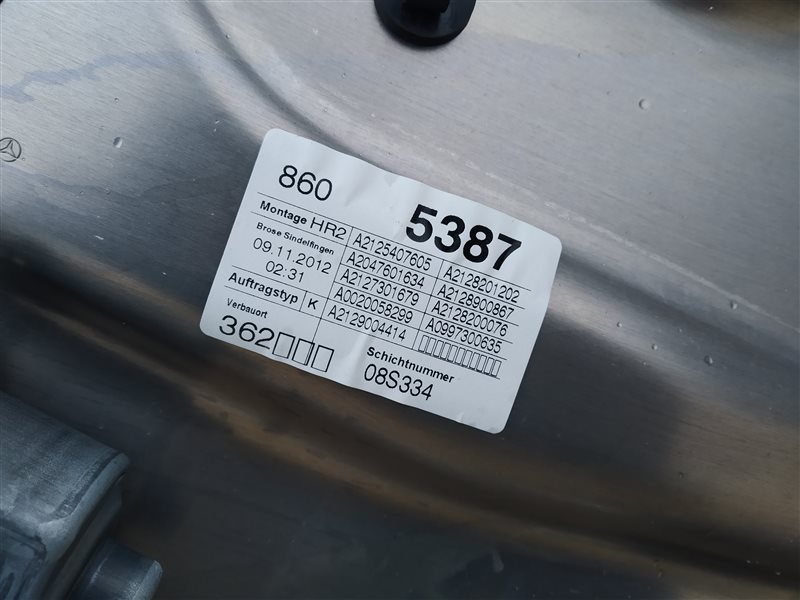 860
5387
Montage HR2
Brose Sindelfingen
09.11.2012
02:31
Auftragstyp K
Verbauort
362
A2125407605 A2128201202
A2047601634 A2128900867
A2127301679 A2128200076
A0020058299 A0997300635
A2129004414
Schichtnummer
08S334